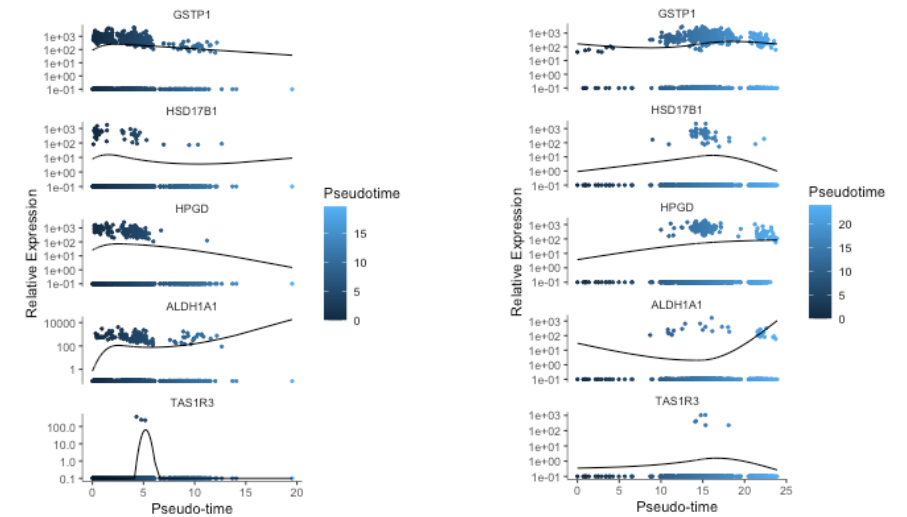 GSTP1
1e+03
1e+02
1e+01
1e+00
1e-01
HSD17B1
1e+03
1e+02
1e+01
1e+00
1e-01
HPGD
1e+03
1e+02
1e+01
1e+00
1e-01
ALDH1A1
10000
100
1
TAS1R3
100.0
10.0
1.0
0.1
0 5 10 15 20
Pseudo-time
Relative Expression
Pseudotime
15
10
5
0
GSTP1
1e+03
1e+02
1e+01
1e+00
1e-01
HSD17B1
1e+03
1e+02
1e+01
1e+00
1e-01
HPGD
1e+03
1e+02
1e+01
1e+00
1e-01
ALDH1A1
1e+03
1e+02
1e+01
1e+00
1e-01
TAS1R3
1e+03
1e+02
1e+01
1e+00
1e-01
0 5 10 15 20 25
Pseudo-time
Relative Expression
Pseudotime
20
15
10
5
0